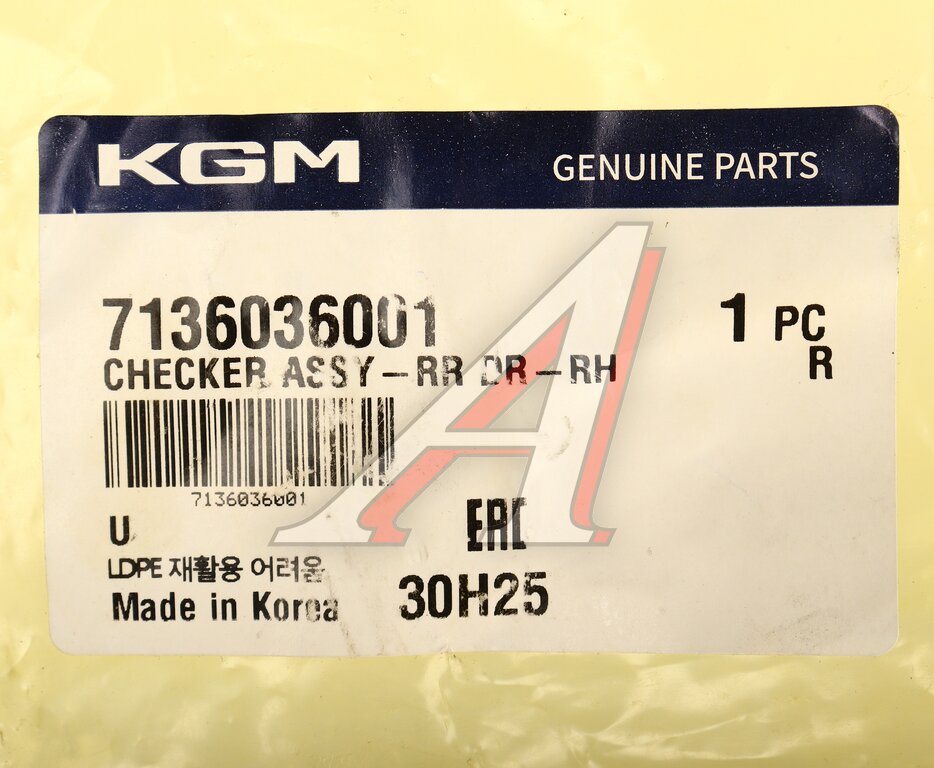 KGM GENUINE PARTS
7136036001 1 PC
CHECKER ASSY-RR DR-RH R
7136036001
U EAC
LDPE 재활용 어려움
Made in Korea 30H25